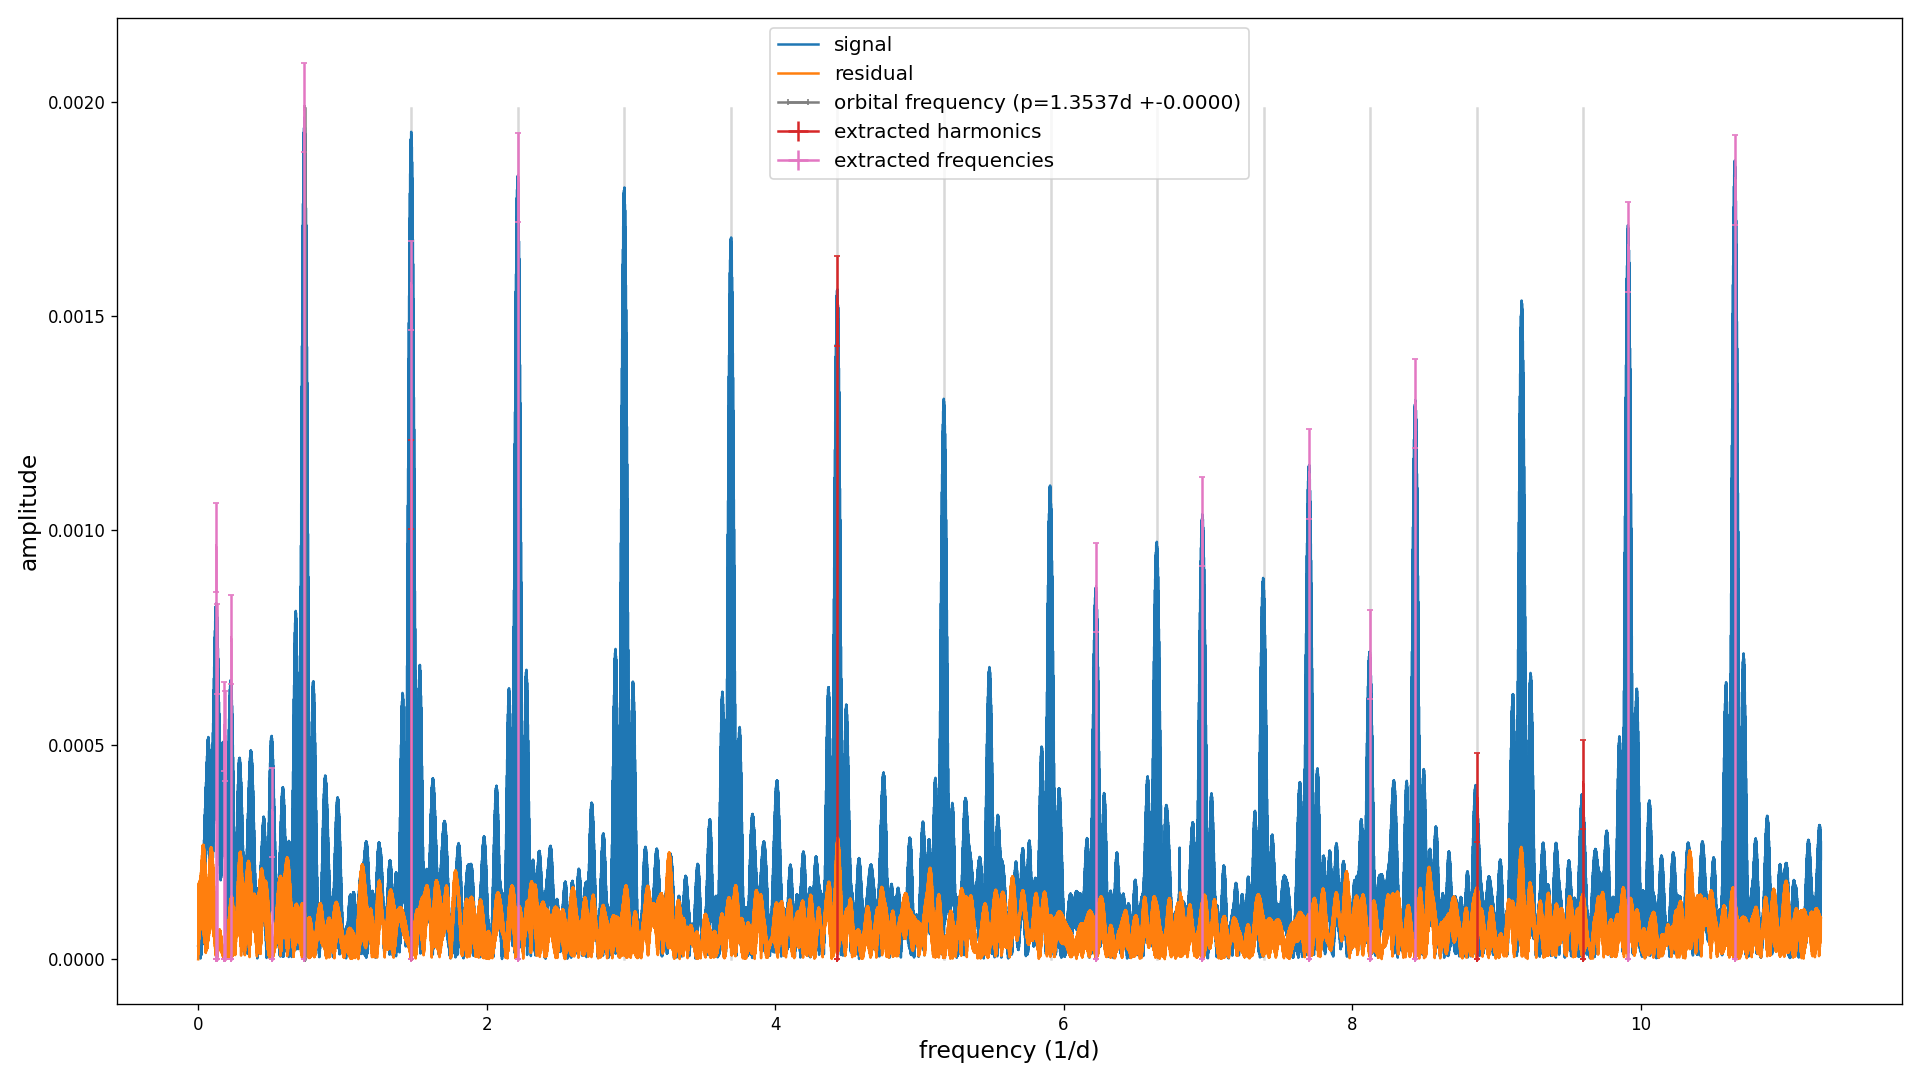 signal
residual
orbital frequency (p=1.3537d +-0.0000)
extracted harmonics
extracted frequencies
0.0020
0.0015
0.0010
0.0005
0.0000
amplitude
0 2 4 6 8 10
frequency (1/d)